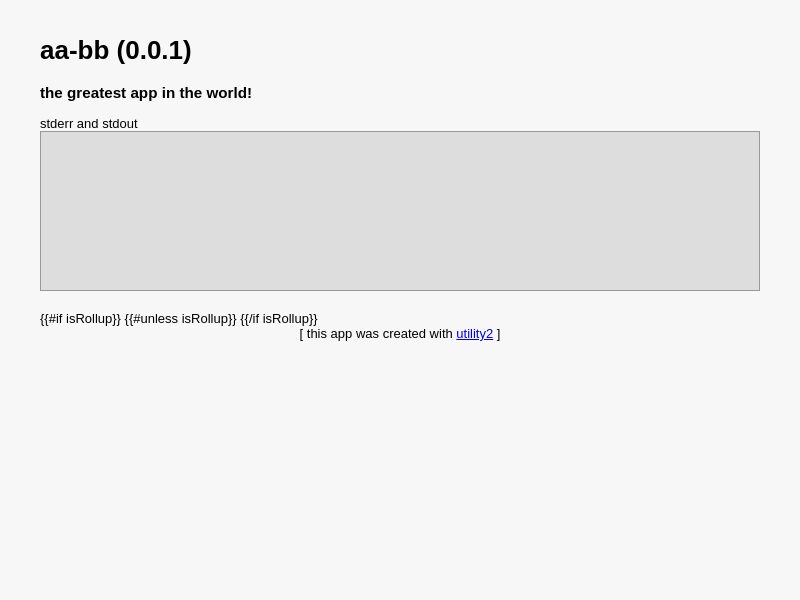 aa-bb (0.0.1)
the greatest app in the world!
stderr and stdout
{{#if isRollup}} {{#unless isRollup}} {{/if isRollup}}
[ this app was created with utility2 ]